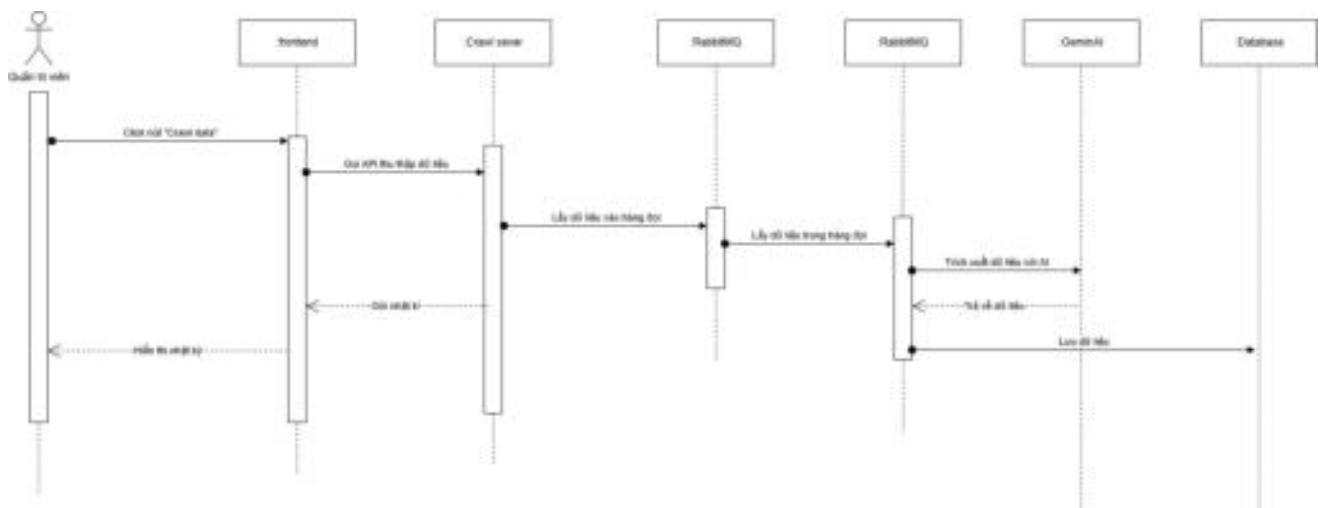 Quản trị viên
frontend
Crawl sever
RabbitMQ
RabbitMQ
GeminiAI
Database
Click nút "Crawl data"
Gọi API thu thập dữ liệu
Lấy dữ liệu vào hàng đợi
Lấy dữ liệu trong hàng đợi
Trích xuất dữ liệu với AI
Gửi nhật kí
Trả về dữ liệu
Hiển thị nhật ký
Lưu dữ liệu